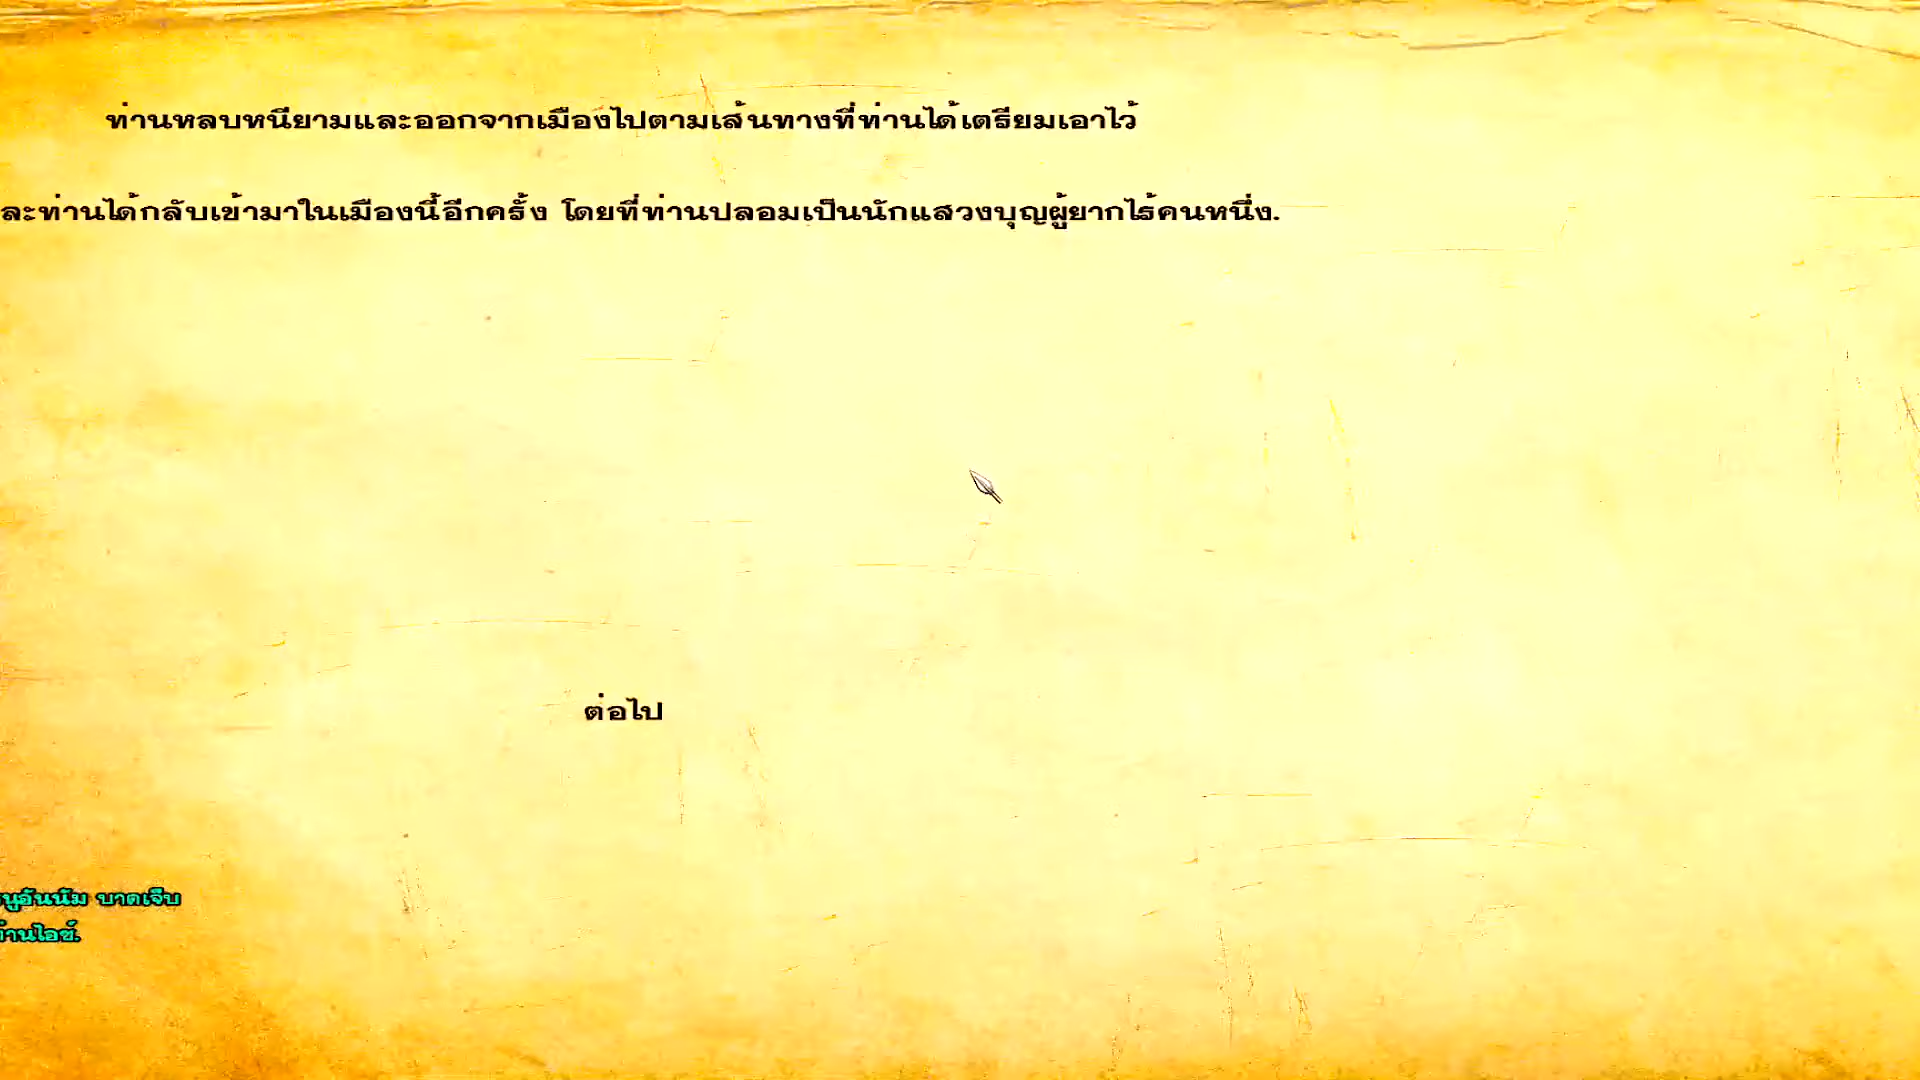 ท่านหลบหนียามและออกจากเมืองไปตามเส้นทางที่ท่านได้เตรียมเอาไว้
ละท่านได้กลับเข้ามาในเมืองนี้อีกครั้ง โดยที่ท่านปลอมเป็นนักแสวงบุญผู้ยากไร้คนหนึ่ง.
ต่อไป
นูอันนัม บาดเจ็บ